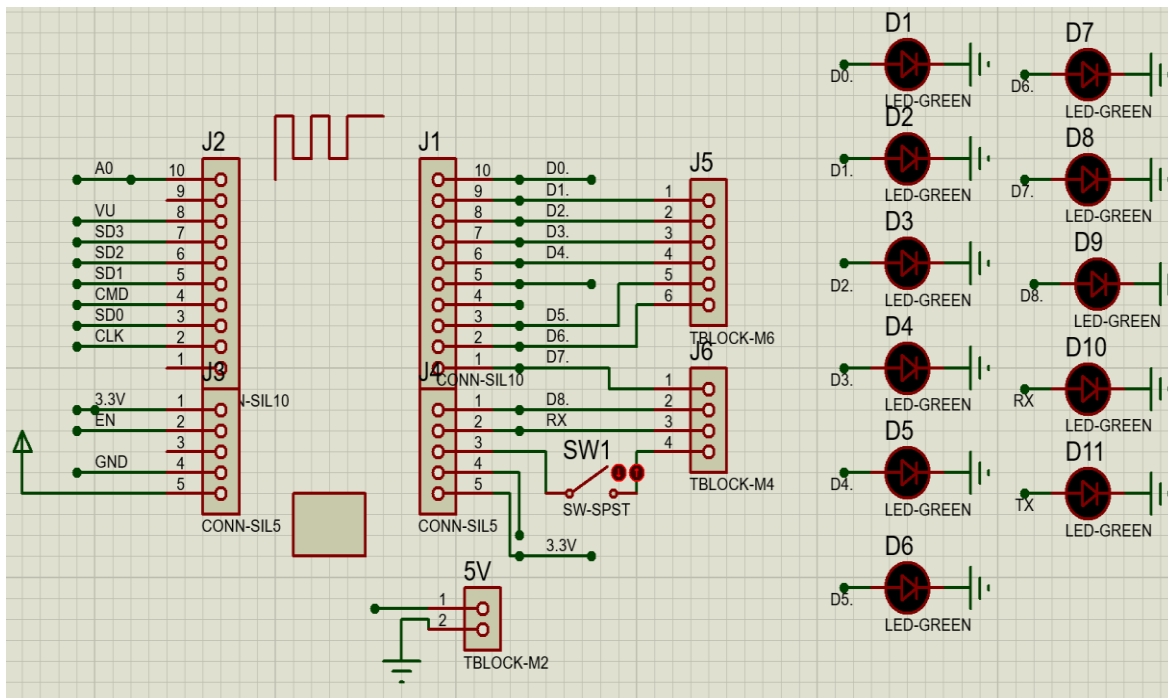 D1
D0.
LED-GREEN
D7
D6.
LED-GREEN
D2
D1.
LED-GREEN
D8
D7.
LED-GREEN
D3
D2.
LED-GREEN
D9
D8.
LED-GREEN
D4
D3.
LED-GREEN
D10
RX
LED-GREEN
D5
D4.
LED-GREEN
D11
TX
LED-GREEN
D6
D5.
LED-GREEN
J2
A0 10
9
VU 8
SD3 7
SD2 6
SD1 5
CMD 4
SD0 3
CLK 2
1
N-SIL10
J3
3.3V 1
EN 2
3
GND 4
5
CONN-SIL5
J1
10 D0.
9 D1.
8 D2.
7 D3.
6 D4.
5
4
3 D5.
2 D6.
1 D7.
CONN-SIL10
J4
1 D8.
2 RX
3
4
5
3.3V
CONN-SIL5
J5
1
2
3
4
5
6
TBLOCK-M6
J6
1
2
3
4
TBLOCK-M4
SW1
SW-SPST
5V
1
2
TBLOCK-M2